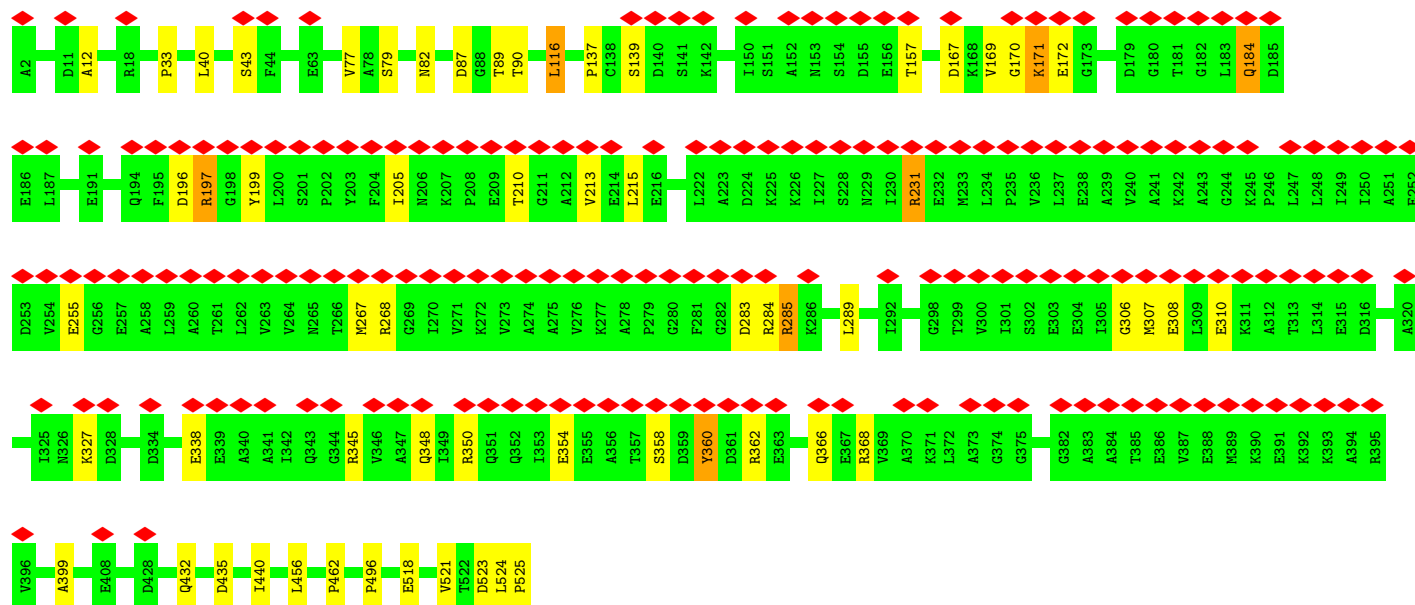 A2 D11 A12 R18 P33 L40 S43 F44 E63 V77 A78 S79 N82 D87 G88 T89 T90 L116 P137 C138 S139 D140 S141 K142 I150 S151 A152 N153 S154 D155 E156 T157 D167 K168 V169 G170 K171 E172 G173 D179 G180 T181 G182 L183 Q184 D185
E186 L187 E191 Q194 F195 D196 R197 G198 Y199 L200 S201 P202 Y203 F204 I205 N206 K207 P208 E209 T210 G211 A212 V213 E214 L215 E216 L222 A223 D224 K225 K226 I227 S228 N229 I230 R231 E232 M233 L234 P235 V236 L237 E238 A239 V240 A241 K242 A243 G244 K245 P246 L247 L248 I249 I250 A251 E252
D253 V254 E255 G256 E257 A258 L259 A260 T261 L262 V263 V264 N265 T266 M267 R268 G269 I270 V271 K272 V273 A274 A275 V276 K277 A278 P279 G280 F281 G282 D283 R284 R285 K286 L289 I292 G298 T299 V300 I301 S302 E303 E304 I305 G306 M307 E308 L309 E310 K311 A312 T313 L314 E315 D316 A320
I325 N326 K327 D328 D334 E338 E339 A340 A341 I342 Q343 G344 R345 V346 A347 Q348 I349 R350 Q351 Q352 I353 E354 E355 A356 T357 S358 D359 Y360 D361 R362 E363 Q366 E367 R368 V369 A370 K371 L372 A373 G374 G375 G382 A383 A384 T385 E386 V387 E388 M389 K390 E391 K392 K393 A394 R395
V396 A399 E408 D428 Q432 D435 I440 L456 P462 P496 E518 V521 T522 D523 L524 P525